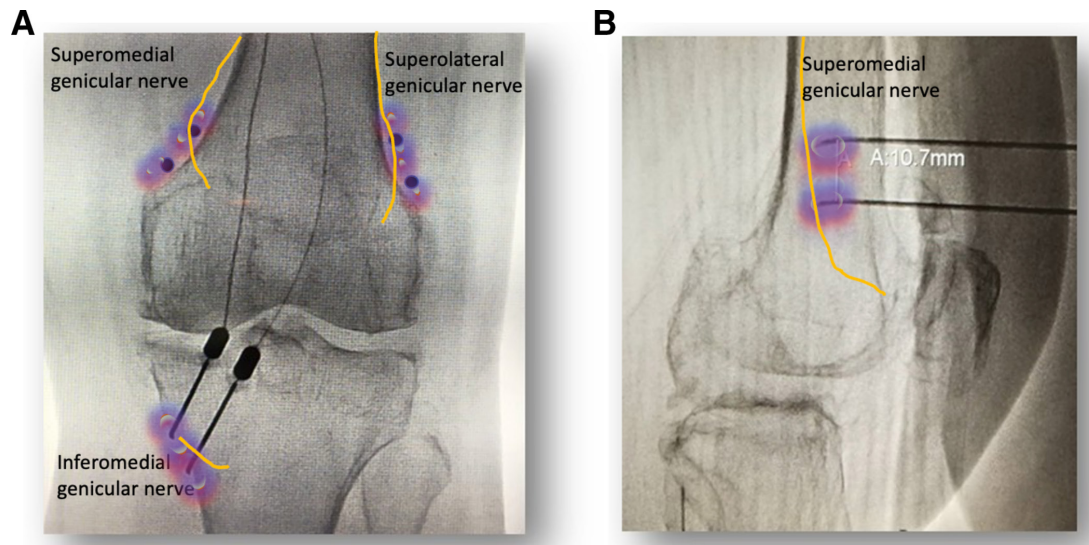 A
Superomedial
genicular nerve
Superolateral
genicular nerve
Inferomedial
genicular nerve
B
Superomedial
genicular nerve
A
A:10.7mm